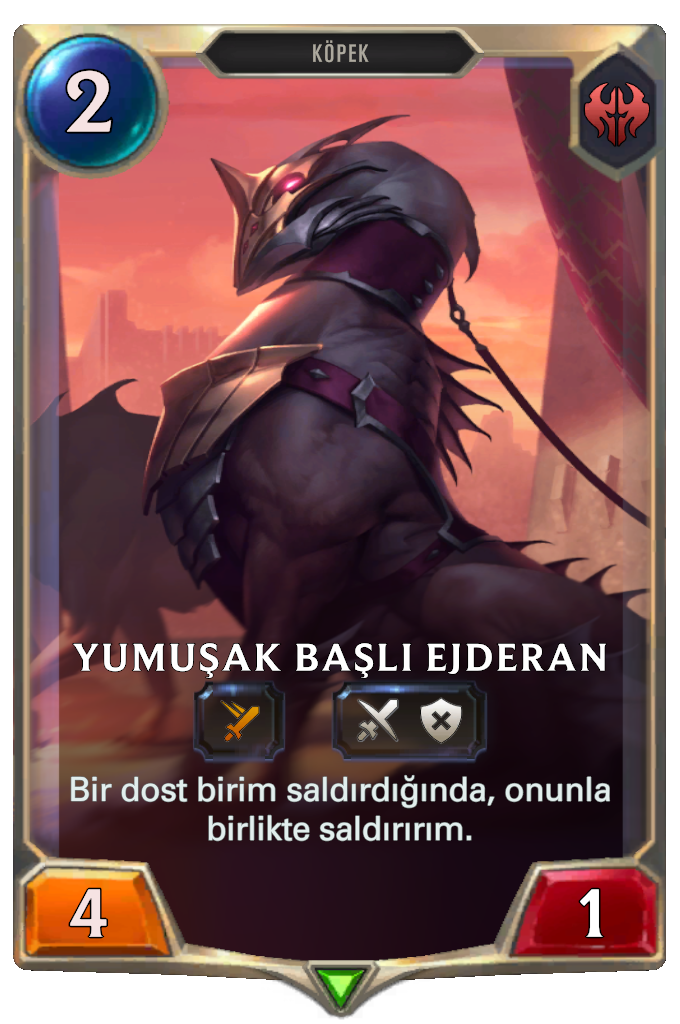 2
KÖPEK
YUMUŞAK BAŞLI EJDERAN
Bir dost birim saldırdığında, onunla
birlikte saldırırım.
4
1